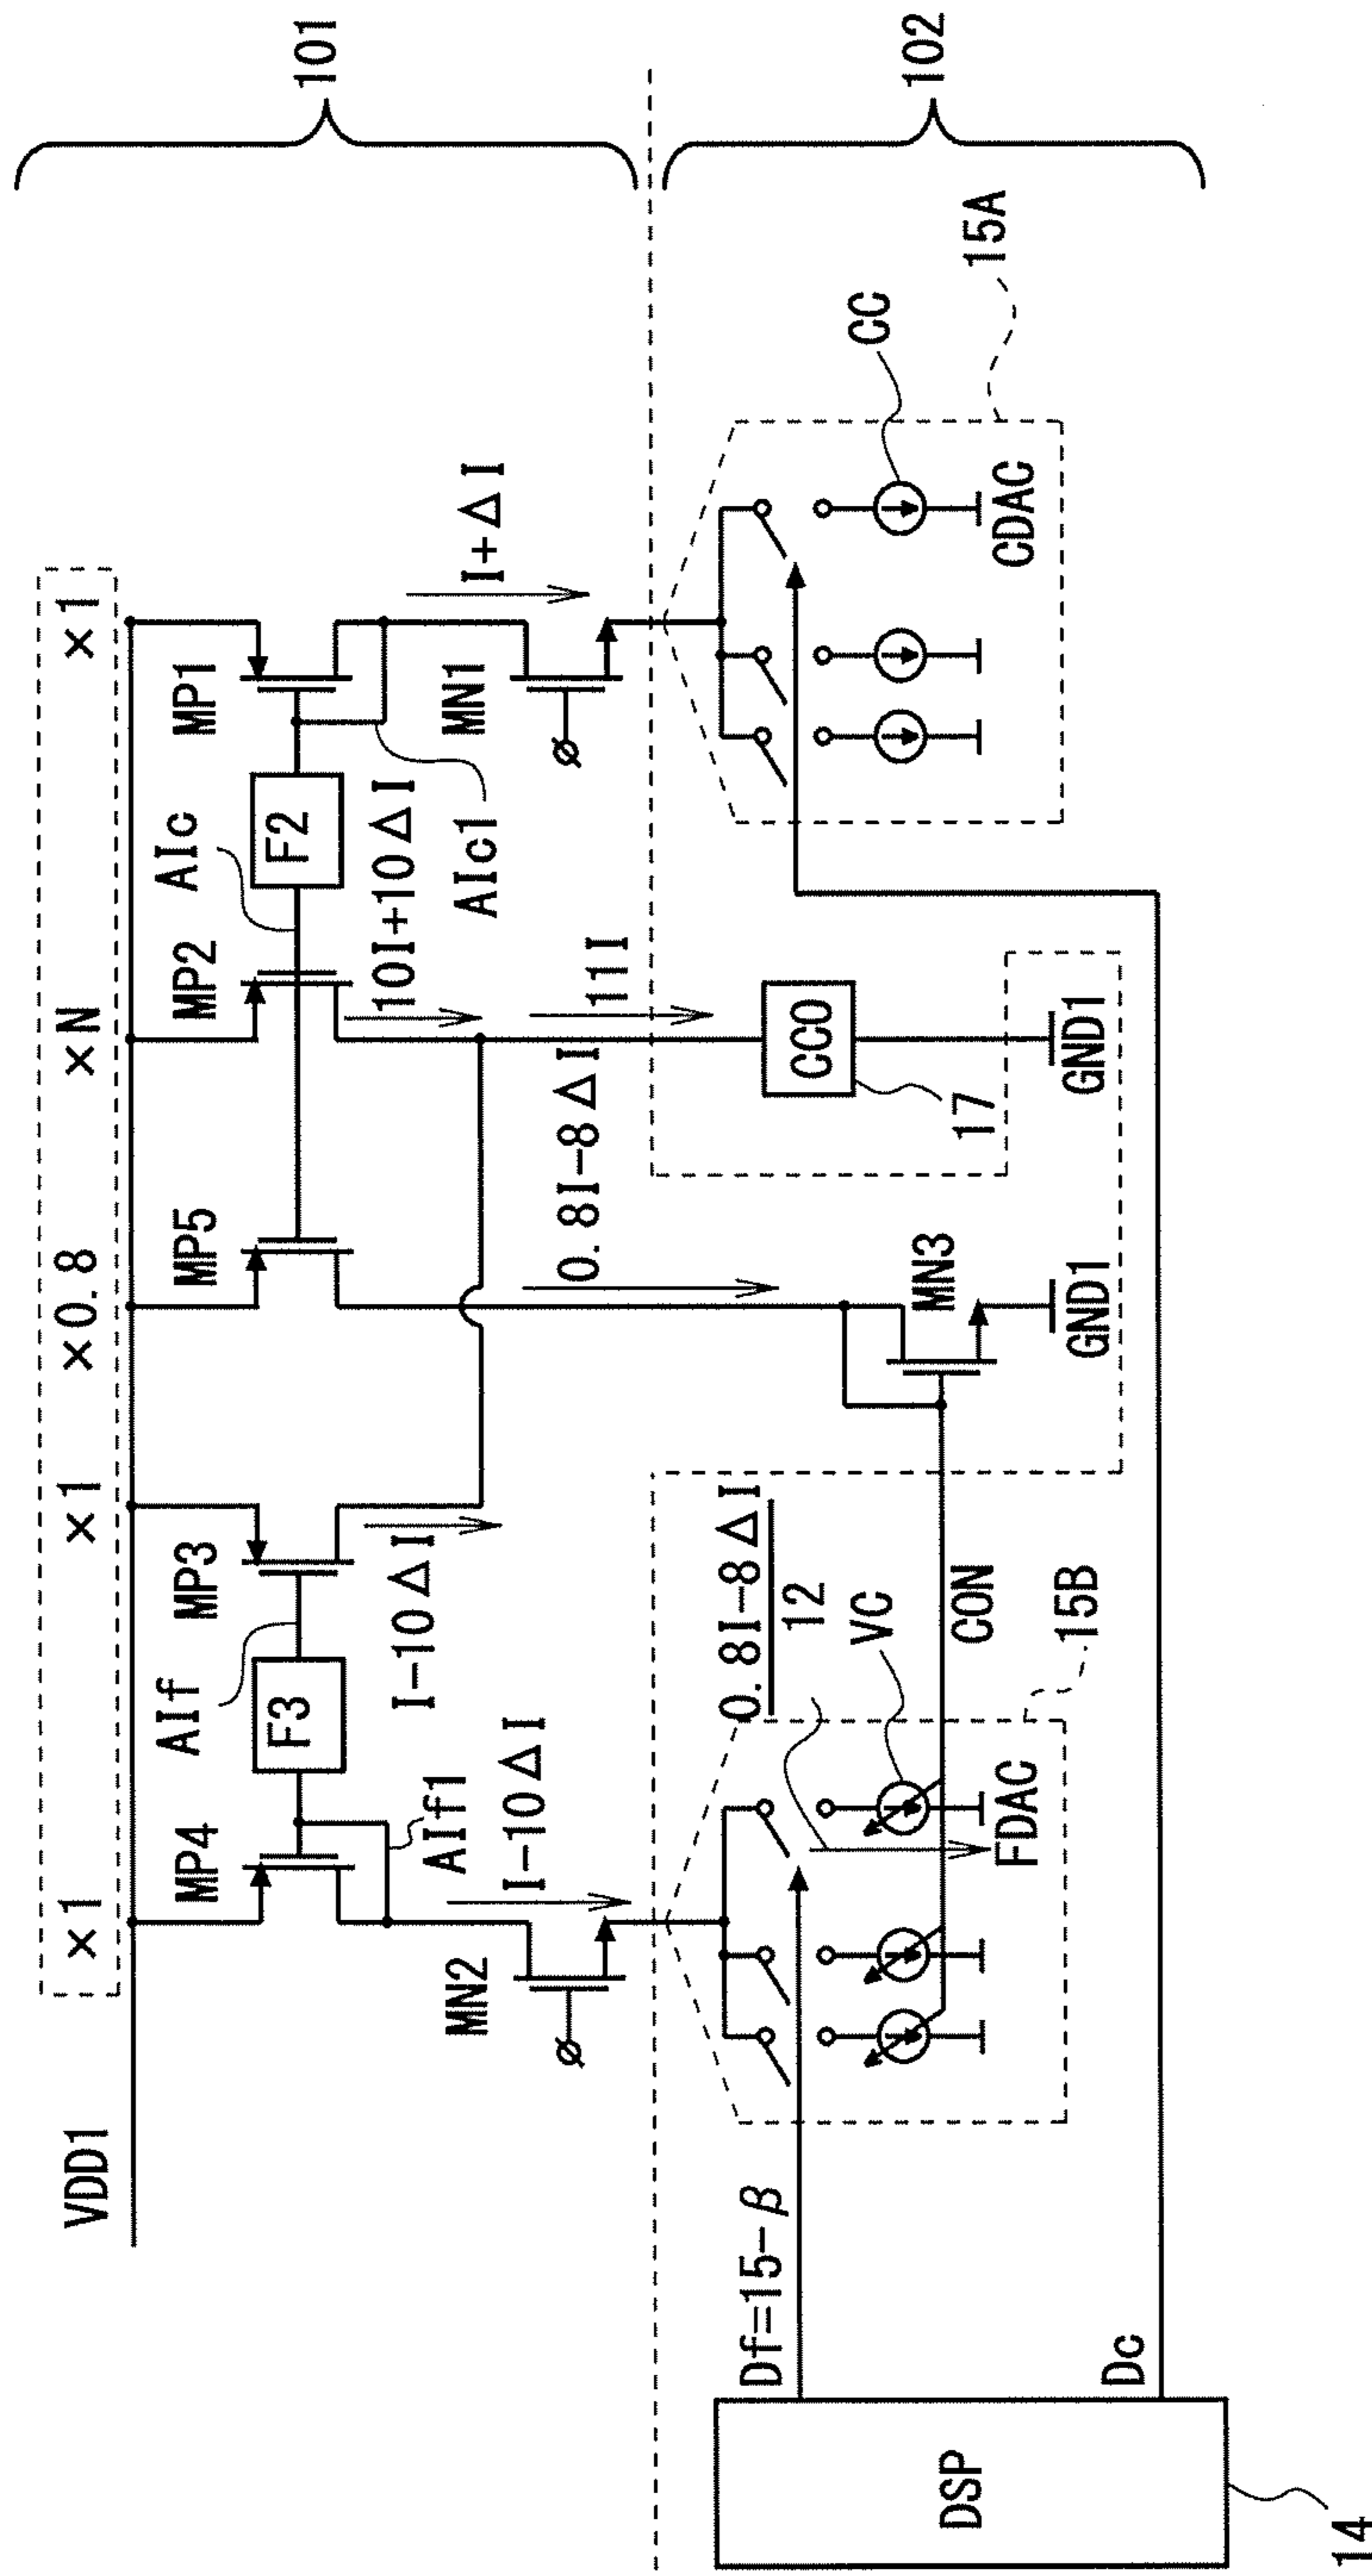 VDD1
×1
×1
×0.8
×N
×1
MP4
MP3
MP5
MP2
MP1
AIf
AIc
F3
F2
AIf1
AIc1
I-10ΔI
I-10ΔI
10I+10ΔI
I+ΔI
MN2
MN1
0.8I-8ΔI
11I
101
102
0.8I-8ΔI
12
VC
CC
CON
MN3
GND1
CCO
17
GND1
Df=15-β
FDAC
15B
CDAC
15A
DSP
Dc
14